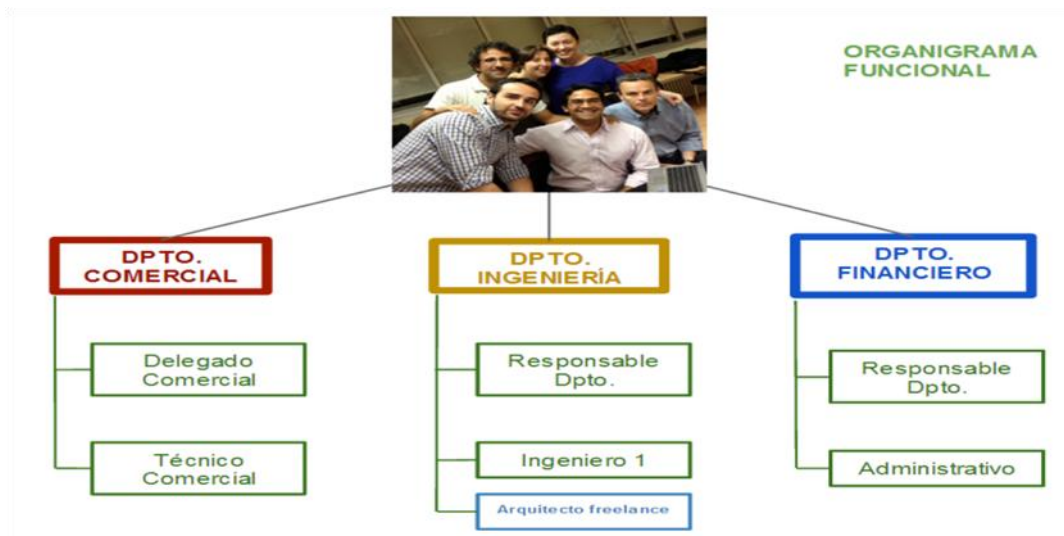 ORGANIGRAMA
FUNCIONAL
DPTO.
COMERCIAL
Delegado
Comercial
Técnico
Comercial
DPTO.
INGENIERÍA
Responsable
Dpto.
Ingeniero 1
Arquitecto freelance
DPTO.
FINANCIERO
Responsable
Dpto.
Administrativo